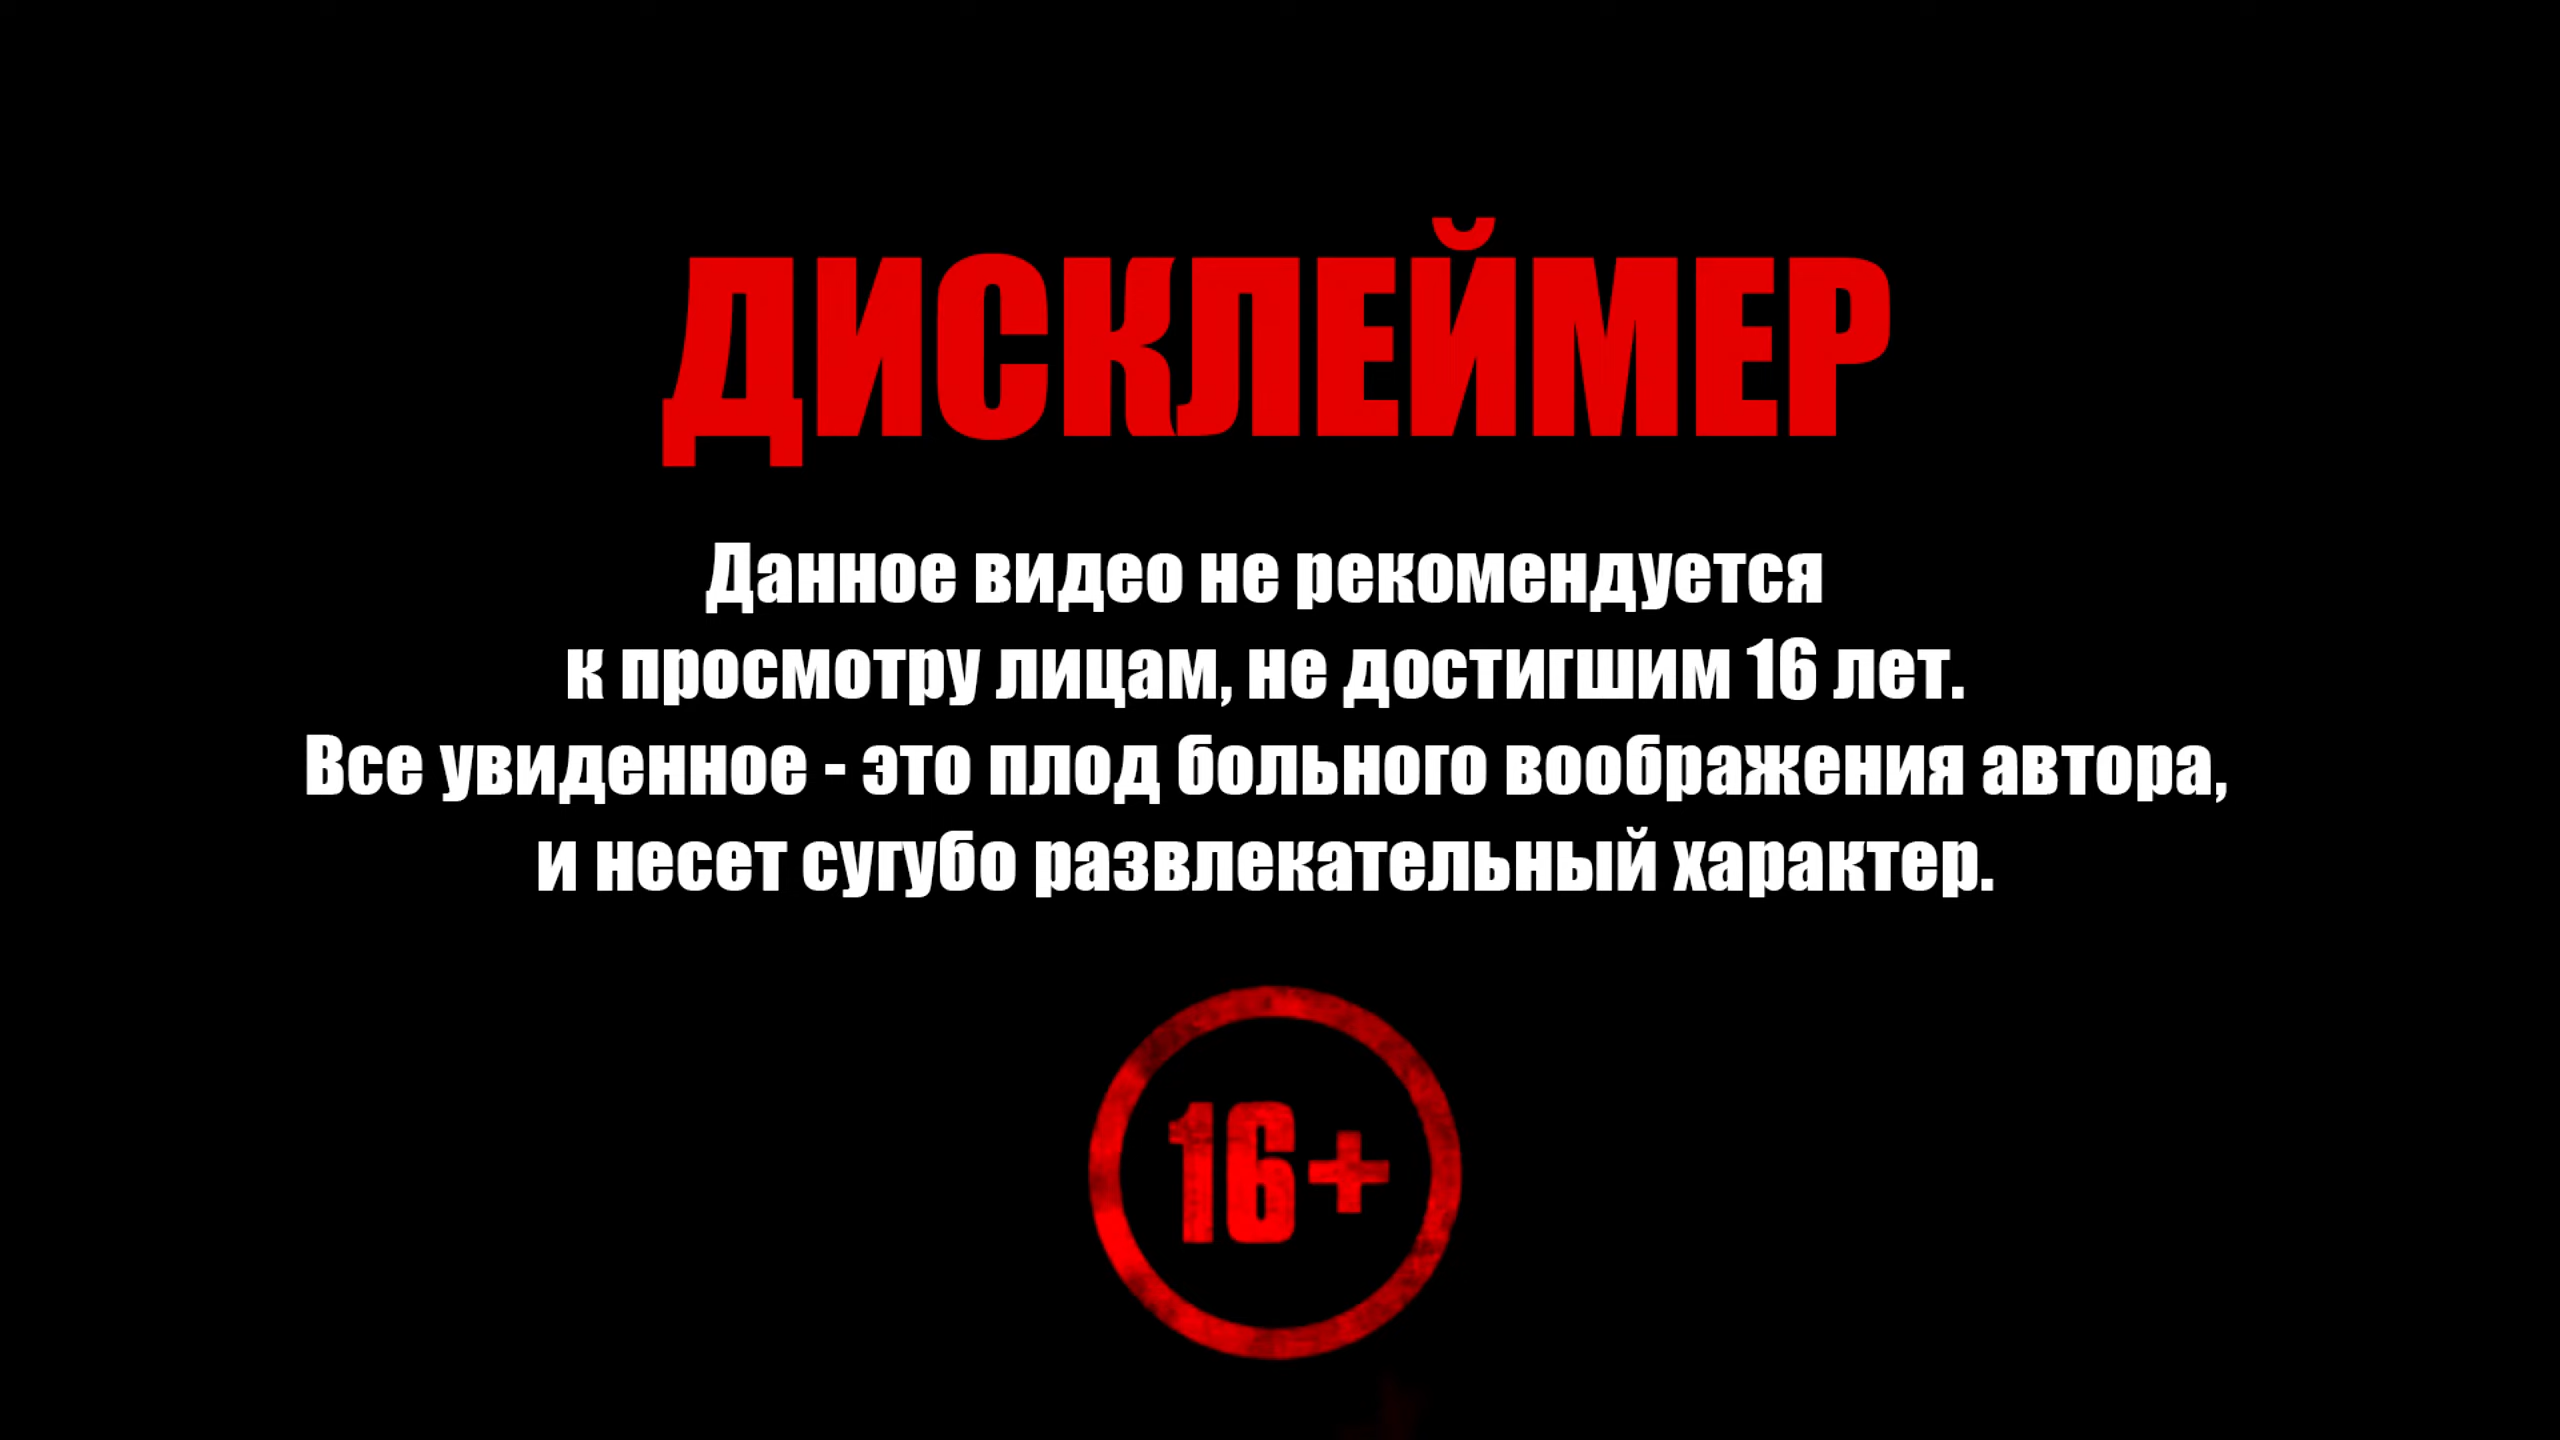 ДИСКЛЕЙМЕР
Данное видео не рекомендуется
к просмотру лицам, не достигшим 16 лет.
Все увиденное - это плод больного воображения автора,
и несет сугубо развлекательный характер.
16+